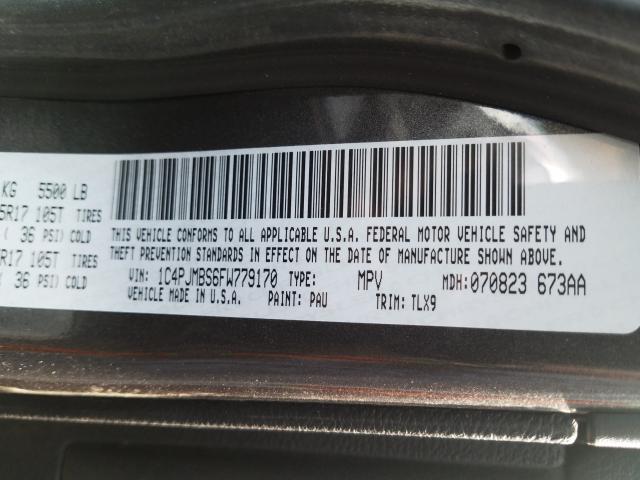 KG 5500 LB
5R17 105T TIRES
( 36 PSI) COLD
R17 105T TIRES
( 36 PSI) COLD
THIS VEHICLE CONFORMS TO ALL APPLICABLE U.S.A. FEDERAL MOTOR VEHICLE SAFETY AND
THEFT PREVENTION STANDARDS IN EFFECT ON THE DATE OF MANUFACTURE SHOWN ABOVE.
VIN: 1C4PJMBS6FW779170 TYPE: MPV MDH: 070823 673AA
VEHICLE MADE IN U.S.A. PAINT: PAU TRIM: TLX9